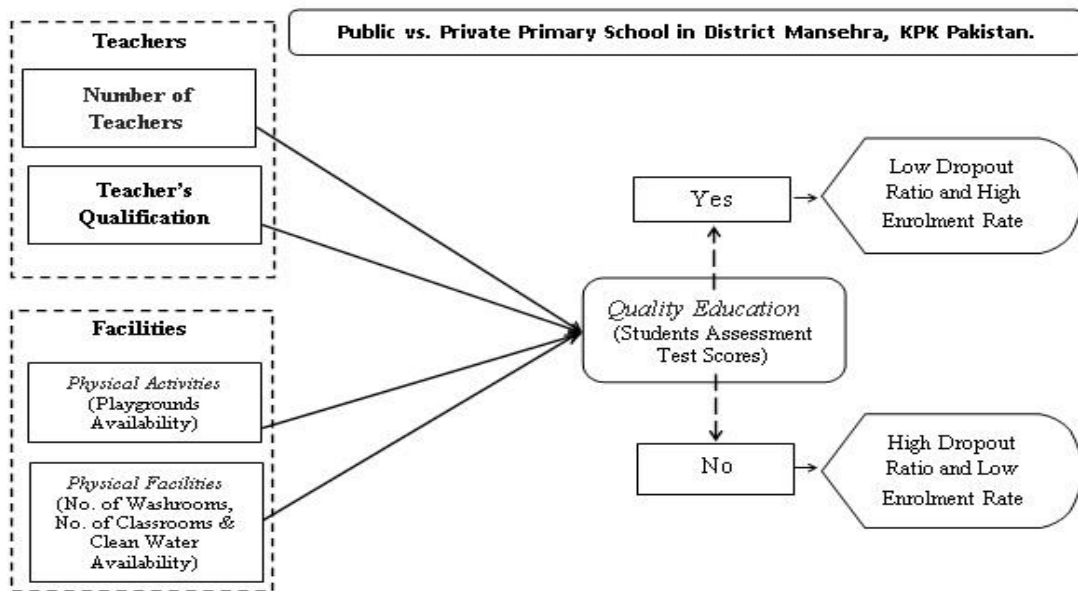 Public vs. Private Primary School in District Mansehra, KPK Pakistan.
Teachers
Number of
Teachers
Teacher's
Qualification
Facilities
Physical Activities
(Playgrounds
Availability)
Physical Facilities
(No. of Washrooms,
No. of Classrooms &
Clean Water
Availability)
Quality Education
(Students Assessment
Test Scores)
Yes
Low Dropout
Ratio and High
Enrolment Rate
No
High Dropout
Ratio and Low
Enrolment Rate